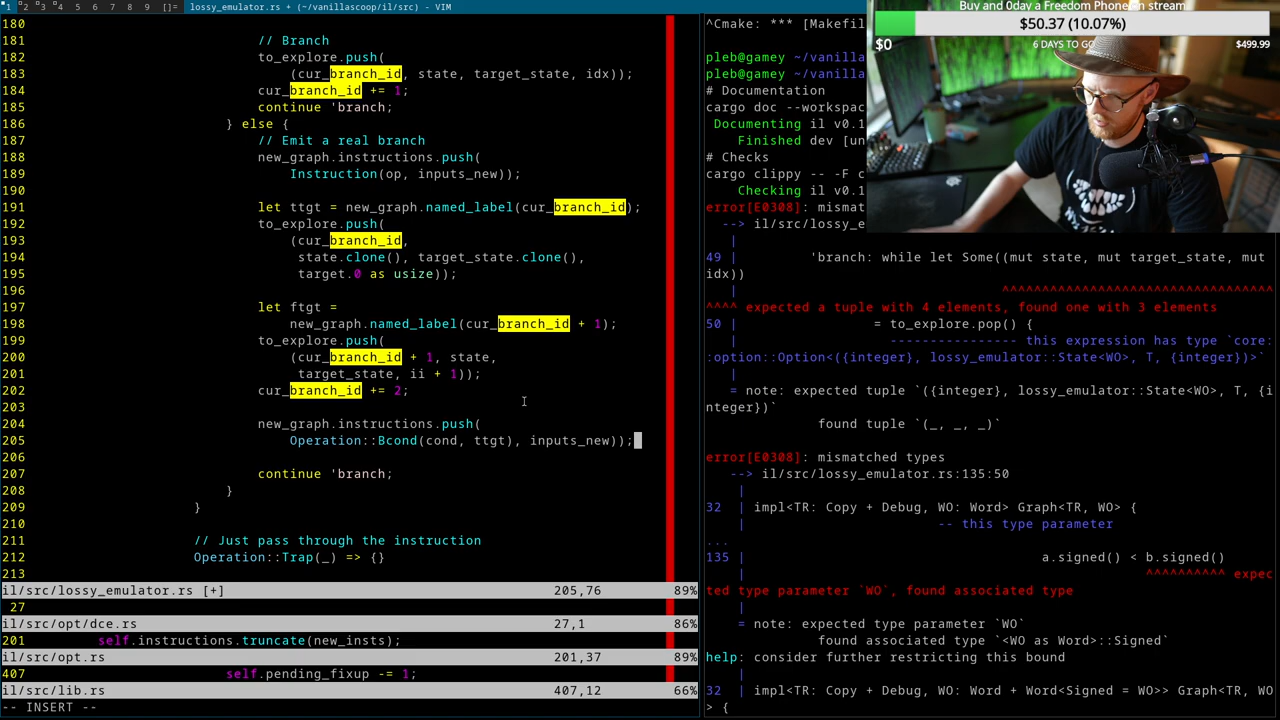 1 2 3 4 5 6 7 8 9 []= lossy_emulator.rs + (~/vanillascoop/il/src) - VIM
180
181 // Branch
182 to_explore.push(
183 (cur_branch_id, state, target_state, idx));
184 cur_branch_id += 1;
185 continue 'branch;
186 } else {
187 // Emit a real branch
188 new_graph.instructions.push(
189 Instruction(op, inputs_new));
190
191 let ttgt = new_graph.named_label(cur_branch_id);
192 to_explore.push(
193 (cur_branch_id,
194 state.clone(), target_state.clone(),
195 target.0 as usize));
196
197 let ftgt =
198 new_graph.named_label(cur_branch_id + 1);
199 to_explore.push(
200 (cur_branch_id + 1, state,
201 target_state, ii + 1));
202 cur_branch_id += 2;
203
204 new_graph.instructions.push(
205 Operation::Bcond(cond, ttgt), inputs_new));
206
207 continue 'branch;
208 }
209 }
210
211 // Just pass through the instruction
212 Operation::Trap(_) => {}
213
il/src/lossy_emulator.rs [+] 205,76 89%
27
il/src/opt/dce.rs 27,1 86%
201 self.instructions.truncate(new_insts);
il/src/opt.rs 201,37 89%
407 self.pending_fixup -= 1;
il/src/lib.rs 407,12 66%
-- INSERT --
^Cmake: *** [Makefil
pleb@gamey ~/vanilla
pleb@gamey ~/vanilla
# Documentation
cargo doc --workspac
Documenting il v0.1
Finished dev [un
# Checks
cargo clippy -- -F c
Checking il v0.1
error[E0308]: mismat
--> il/src/lossy_e
|
49 | 'branch: while let Some((mut state, mut target_state, mut
idx))
| ^^^^^^^^^^^^^^^^^^^^^^^^^^^^^^^^^^
^^^^ expected a tuple with 4 elements, found one with 3 elements
50 | = to_explore.pop() {
| ---------------- this expression has type `core:
:option::Option<({integer}, lossy_emulator::State<WO>, T, {integer})>`
|
= note: expected tuple `({integer}, lossy_emulator::State<WO>, T, {i
nteger})`
found tuple `(_, _, _)`
error[E0308]: mismatched types
--> il/src/lossy_emulator.rs:135:50
|
32 | impl<TR: Copy + Debug, WO: Word> Graph<TR, WO> {
| -- this type parameter
...
135 | a.signed() < b.signed()
| ^^^^^^^^^^ expec
ted type parameter `WO`, found associated type
|
= note: expected type parameter `WO`
found associated type `<WO as Word>::Signed`
help: consider further restricting this bound
|
32 | impl<TR: Copy + Debug, WO: Word + Word<Signed = WO>> Graph<TR, WO
> {
Buy and 0day a Freedom Phone on stream
$50.37 (10.07%)
$0 6 DAYS TO GO $499.99